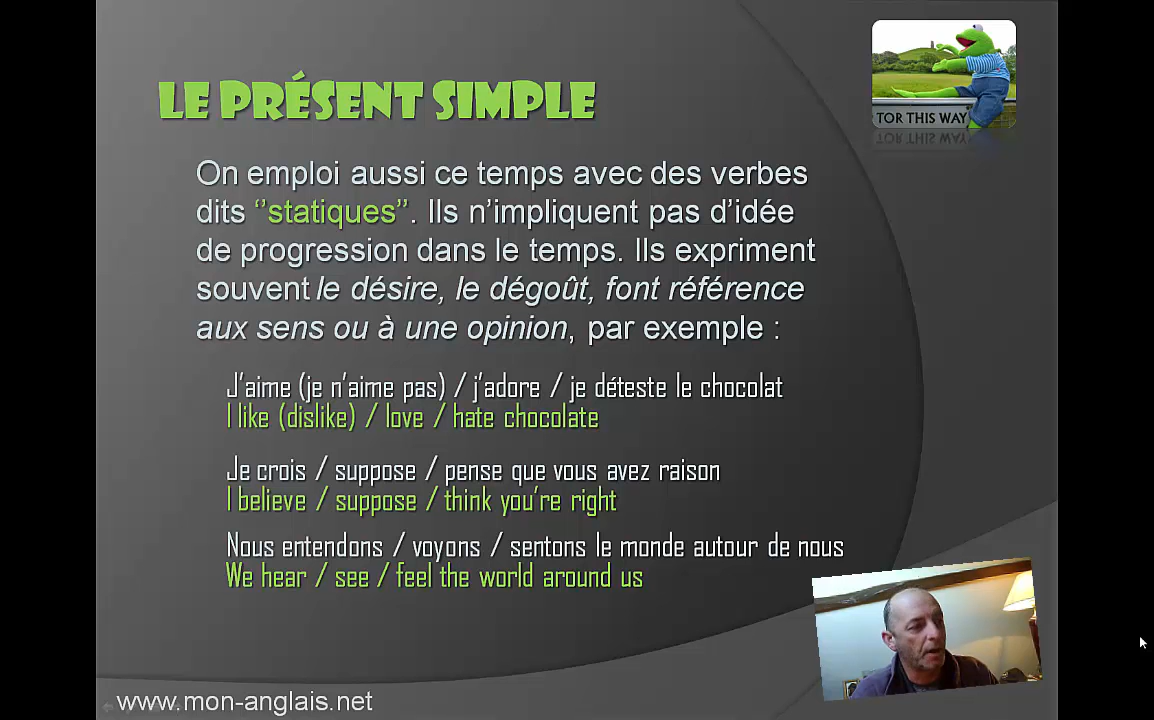 LE PRÉSENT SIMPLE
TOR THIS WAY
On emploi aussi ce temps avec des verbes
dits ‘’statiques’’. Ils n’impliquent pas d’idée
de progression dans le temps. Ils expriment
souvent le désire, le dégoût, font référence
aux sens ou à une opinion, par exemple :
J’aime (je n’aime pas) / j’adore / je déteste le chocolat
I like (dislike) / love / hate chocolate
Je crois / suppose / pense que vous avez raison
I believe / suppose / think you’re right
Nous entendons / voyons / sentons le monde autour de nous
We hear / see / feel the world around us
www.mon-anglais.net